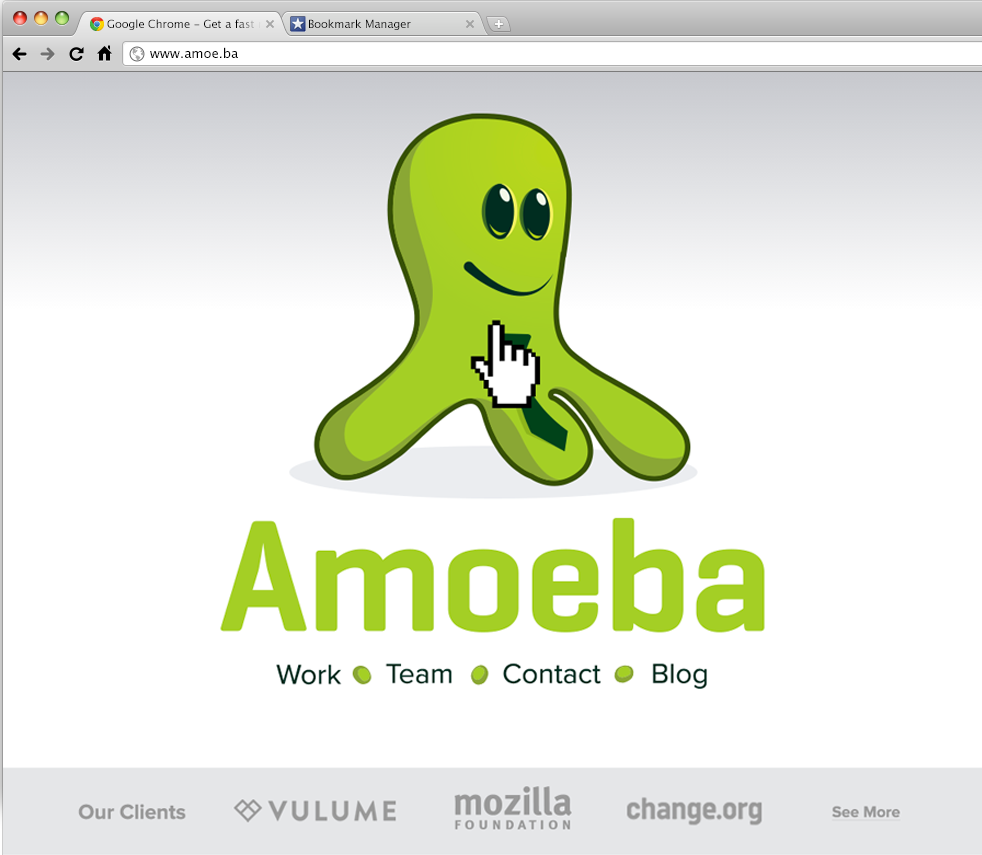 Google Chrome – Get a fast
Bookmark Manager
www.amoe.ba
Amoeba
Work Team Contact Blog
Our Clients
VULUME
mozilla
FOUNDATION
change.org
See More